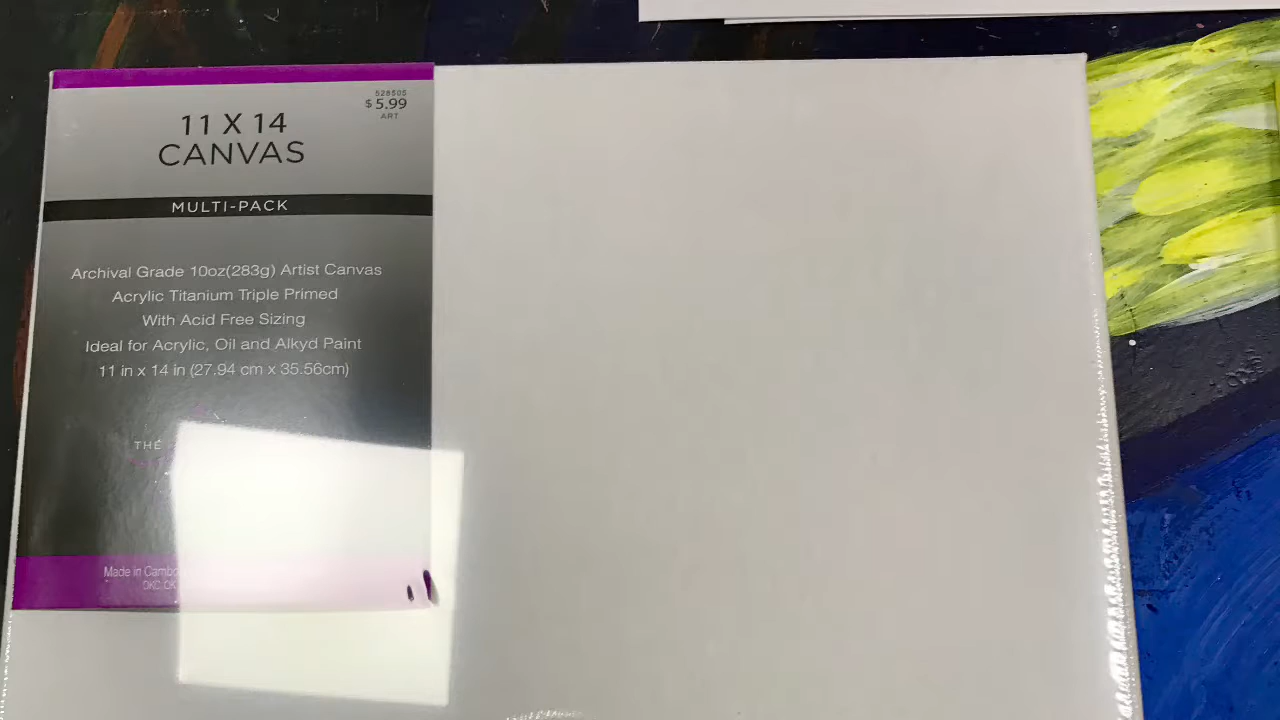 528505
$5.99
ART
11 X 14
CANVAS
MULTI-PACK
Archival Grade 10oz(283g) Artist Canvas
Acrylic Titanium Triple Primed
With Acid Free Sizing
Ideal for Acrylic, Oil and Alkyd Paint
11 in x 14 in (27.94 cm x 35.56cm)
THE
Made in